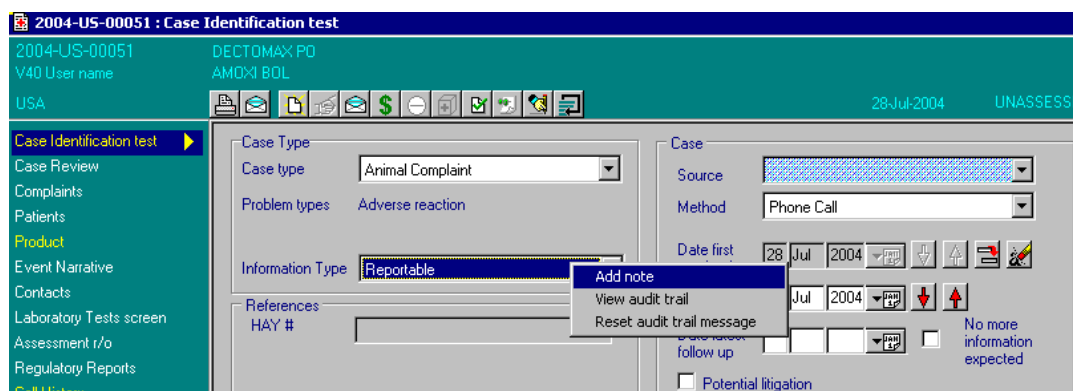 2004-US-00051 : Case Identification test
2004-US-00051
DECTOMAX PO
V40 User name
AMOXI BOL
USA
28-Jul-2004
UNASSESS
Case Identification test
Case Review
Complaints
Patients
Product
Event Narrative
Contacts
Laboratory Tests screen
Assessment r/o
Regulatory Reports
Case Type
Case type
Animal Complaint
Problem types
Adverse reaction
Information Type
Reportable
References
HAY #
Add note
View audit trail
Reset audit trail message
Case
Source
Method
Phone Call
Date first
28 Jul 2004
Jul 2004
follow up
No more
information
expected
Potential litigation